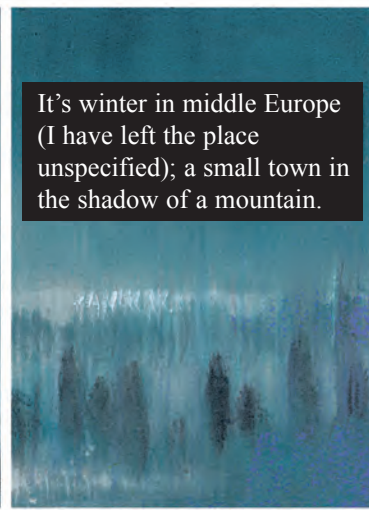 It’s winter in middle Europe
(I have left the place
unspecified); a small town in
the shadow of a mountain.